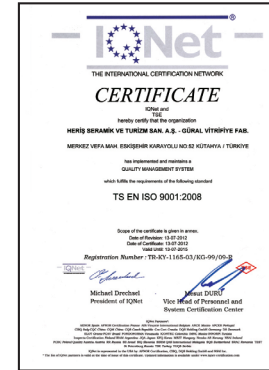 IQNet ®
THE INTERNATIONAL CERTIFICATION NETWORK
CERTIFICATE
IQNet and
TSE
hereby certify that the organization
HERİŞ SERAMİK VE TURİZM SAN. A.Ş. - GÜRAL VİTRİFİYE FAB.
MERKEZ VEFA MAH. ESKİŞEHİR KARAYOLU NO:52 KÜTAHYA / TÜRKİYE
has implemented and maintains a
QUALITY MANAGEMENT SYSTEM
which fulfills the requirements of the following standard
TS EN ISO 9001:2008
Scope of the certificate is given in annex.
Date of Revision: 13-07-2012
Date of Certificate: 13-07-2012
Valid Until: 13-07-2015
Registration Number : TR-KY-1165-03/KG-99/09-R
IQNet
Michael Drechsel
President of IQNet
Mesut DURU
Vice Head of Personnel and
System Certification Center